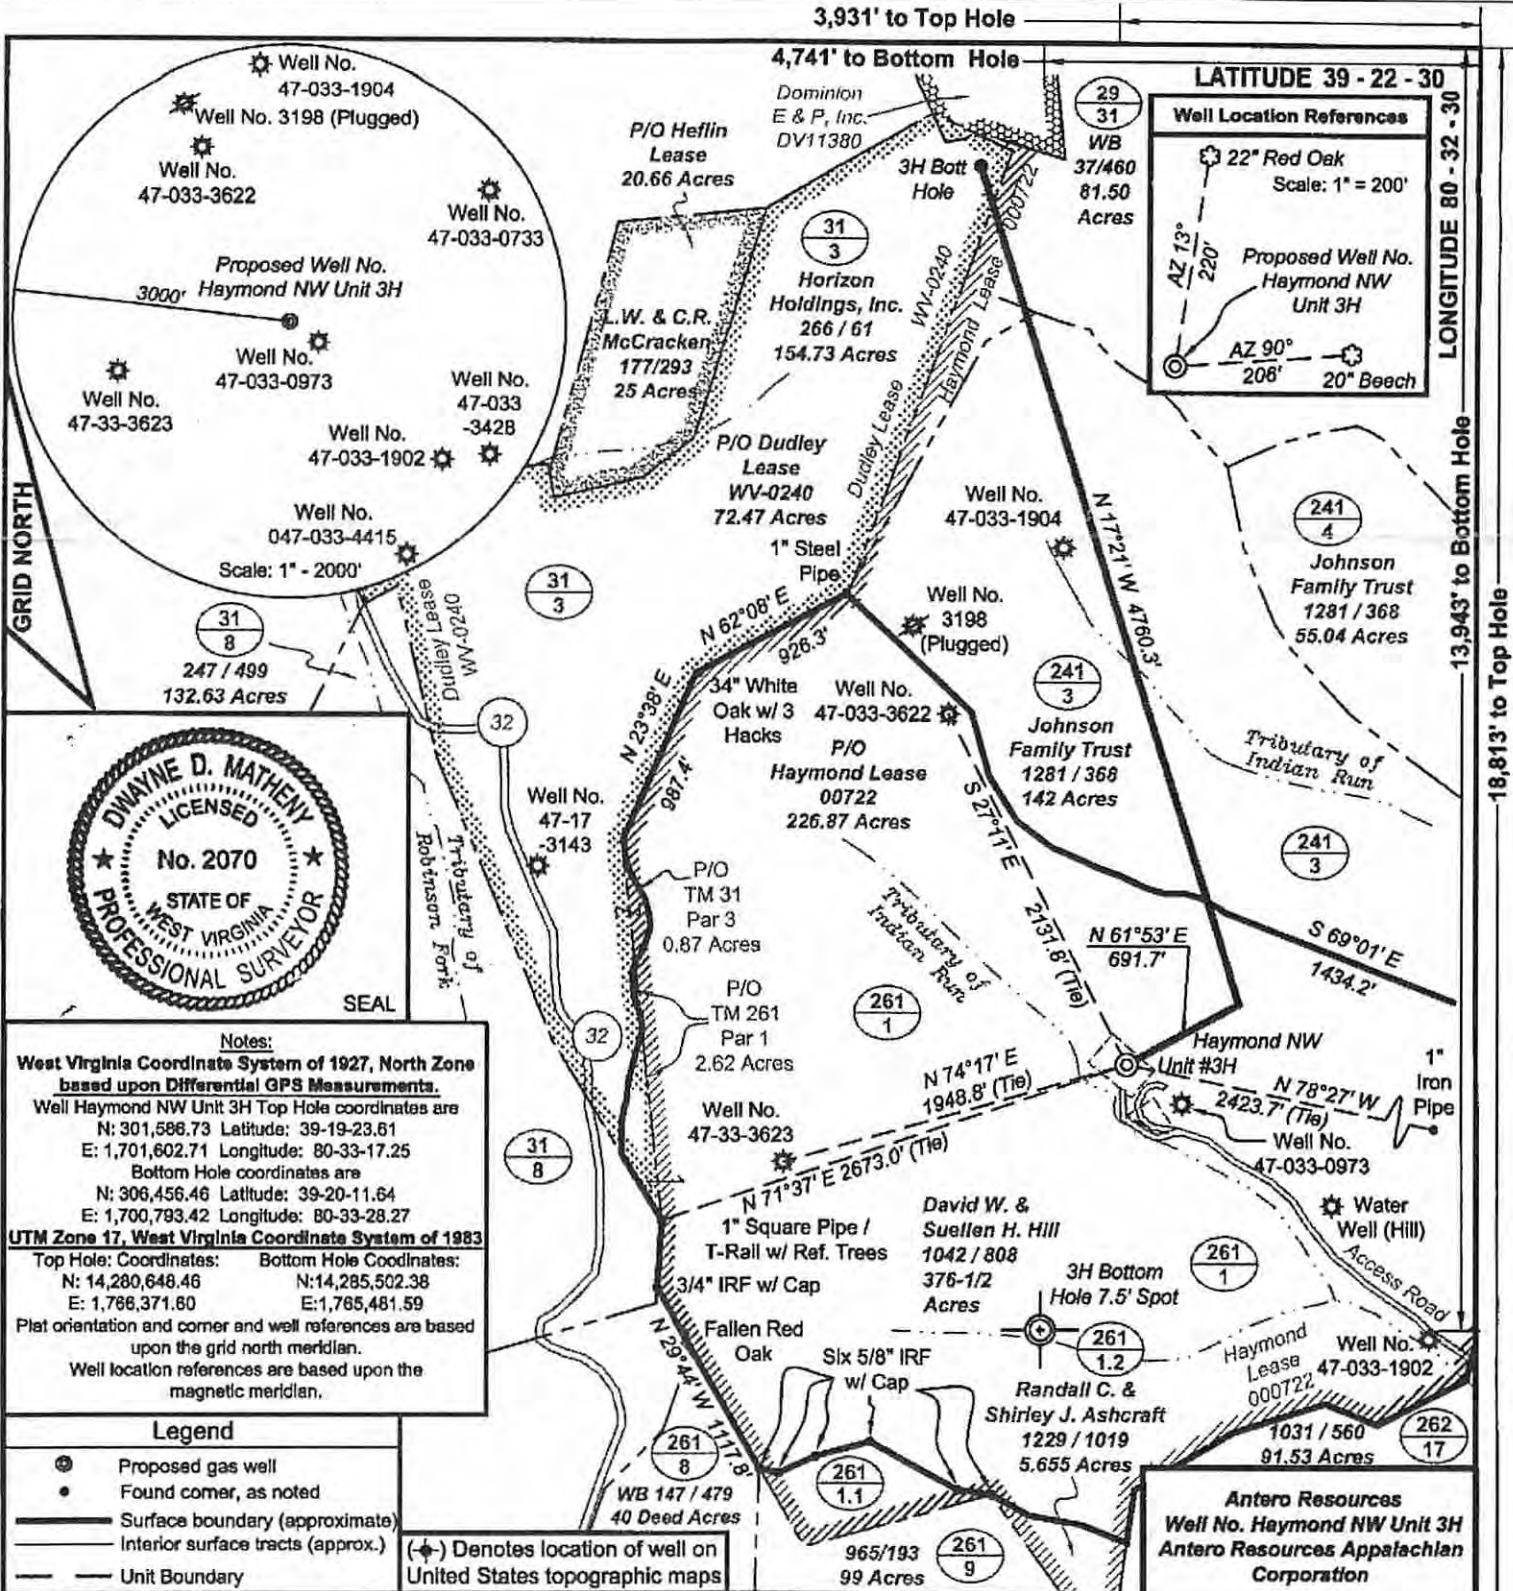 3,931' to Top Hole
4,741' to Bottom Hole
LATITUDE 39 - 22 - 30
LONGITUDE 80 - 32 - 30
13,943' to Bottom Hole
18,813' to Top Hole
Well No.
47-033-1904
Well No. 3198 (Plugged)
Well No.
47-033-3622
Well No.
47-033-0733
Proposed Well No.
Haymond NW Unit 3H
3000'
Well No.
47-033-0973
Well No.
47-33-3623
Well No.
47-033
-3428
Well No.
47-033-1902
Well No.
047-033-4415
Scale: 1" - 2000'
GRID NORTH
Dominion
E & P, Inc.
DV11380
29
31
WB
37/460
81.50
Acres
Well Location References
22" Red Oak
Scale: 1" = 200'
AZ 13°
220'
Proposed Well No.
Haymond NW
Unit 3H
AZ 90°
206'
20" Beech
P/O Heflin
Lease
20.66 Acres
3H Bott
Hole
31
3
Horizon
Holdings, Inc.
266 / 61
154.73 Acres
L.W. & C.R.
McCracken
177/293
25 Acres
WV-0240
Dudley Lease
000722
Haymond Lease
P/O Dudley
Lease
WV-0240
72.47 Acres
1" Steel
Pipe
Well No.
47-033-1904
N 17°21' W 4760.3'
241
4
Johnson
Family Trust
1281 / 368
55.04 Acres
31
3
WV-0240
Dudley Lease
31
8
247 / 499
132.63 Acres
N 62°08' E
926.3'
Well No.
3198
(Plugged)
241
3
Johnson
Family Trust
1281 / 368
142 Acres
34" White
Oak w/ 3
Hacks
Well No.
47-033-3622
N 23°38' E
987.4'
P/O
Haymond Lease
00722
226.87 Acres
S 27°11' E
2131.8' (Tie)
Tributary of
Indian Run
241
3
32
DWAYNE D. MATHENY
LICENSED
No. 2070
STATE OF
WEST VIRGINIA
PROFESSIONAL SURVEYOR
SEAL
Well No.
47-17
-3143
Tributary of
Robinson Fork
P/O
TM 31
Par 3
0.87 Acres
P/O
TM 261
Par 1
2.62 Acres
Tributary of
Indian Run
N 61°53' E
691.7'
S 69°01' E
1434.2'
261
1
32
Haymond NW
Unit #3H
1"
Iron
Pipe
N 78°27' W
2423.7' (Tie)
N 74°17' E
1948.8' (Tie)
Well No.
47-033-0973
Well No.
47-33-3623
N 71°37' E 2673.0' (Tie)
31
8
Notes:
West Virginia Coordinate System of 1927, North Zone
based upon Differential GPS Measurements.
Well Haymond NW Unit 3H Top Hole coordinates are
N: 301,586.73 Latitude: 39-19-23.61
E: 1,701,602.71 Longitude: 80-33-17.25
Bottom Hole coordinates are
N: 306,456.46 Latitude: 39-20-11.64
E: 1,700,793.42 Longitude: 80-33-28.27
UTM Zone 17, West Virginia Coordinate System of 1983
Top Hole: Coordinates: Bottom Hole Coodinates:
N: 14,280,648.46 N:14,285,502.38
E: 1,766,371.60 E:1,765,481.59
Plat orientation and corner and well references are based
upon the grid north meridian.
Well location references are based upon the
magnetic meridian.
1" Square Pipe /
T-Rail w/ Ref. Trees
3/4" IRF w/ Cap
David W. &
Suellen H. Hill
1042 / 808
376-1/2
Acres
Water
Well (Hill)
261
1
Access Road
3H Bottom
Hole 7.5' Spot
Fallen Red
Oak
N 29°44' W 1117.8'
Six 5/8" IRF
w/ Cap
261
1.2
Haymond
Lease
000722
Well No.
47-033-1902
Randall C. &
Shirley J. Ashcraft
1229 / 1019
5.655 Acres
1031 / 560
91.53 Acres
262
17
261
8
WB 147 / 479
40 Deed Acres
261
1.1
965/193
99 Acres
261
9
Legend
Proposed gas well
Found corner, as noted
Surface boundary (approximate)
Interior surface tracts (approx.)
Unit Boundary
( ) Denotes location of well on
United States topographic maps
Antero Resources
Well No. Haymond NW Unit 3H
Antero Resources Appalachian
Corporation